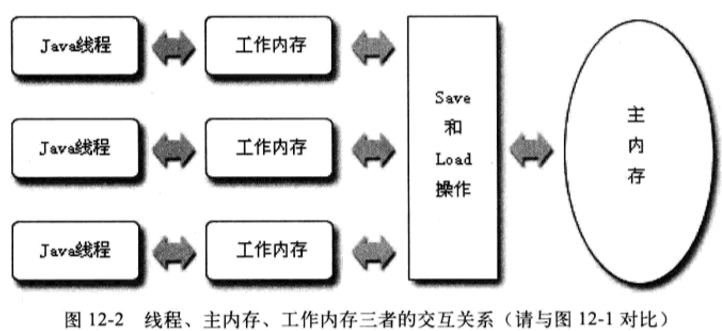 Java线程
工作内存
Java线程
工作内存
Java线程
工作内存
Save
和
Load
操作
主
内
存
图 12-2 线程、主内存、工作内存三者的交互关系（请与图 12-1 对比）